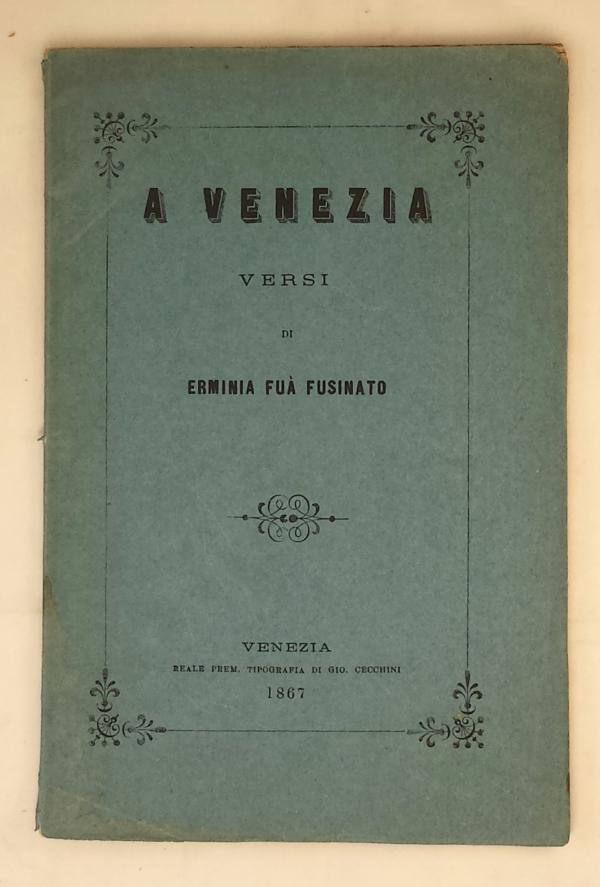 A VENEZIA
VERSI
DI
ERMINIA FUÀ FUSINATO
VENEZIA
REALE PREM. TIPOGRAFIA DI GIO. CECCHINI
1867